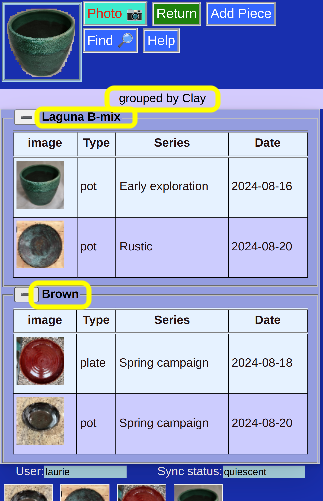 Photo 📷 Return Add Piece
Find 🔎 Help
grouped by Clay
Laguna B-mix
image Type Series Date
pot Early exploration 2024-08-16
pot Rustic 2024-08-20
Brown
image Type Series Date
plate Spring campaign 2024-08-18
pot Spring campaign 2024-08-20
User: laurie Sync status: quiescent